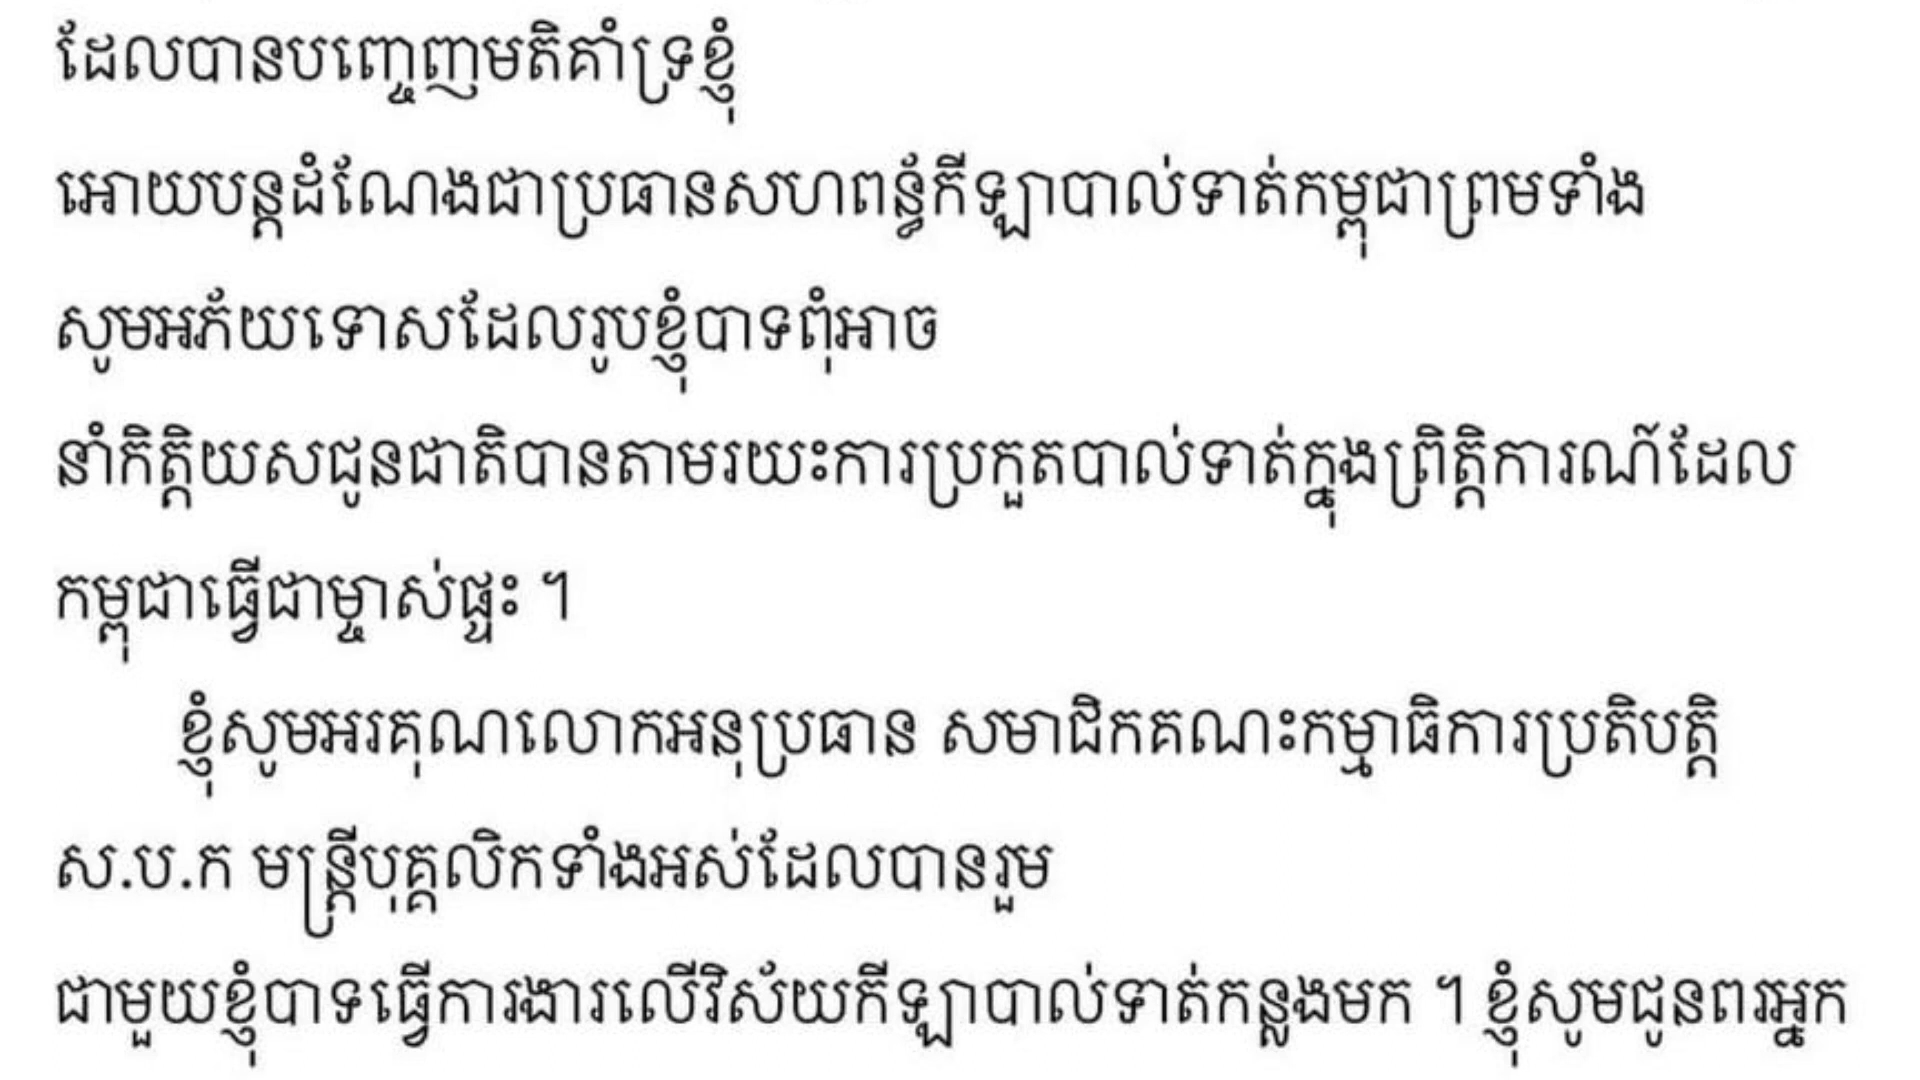 ដែលបានបញ្ចេញមតិគាំទ្រខ្ញុំ
អោយបន្តដំណែងជាប្រធានសហពន្ធ័កីឡាបាល់ទាត់កម្ពុជាព្រមទាំង
សូមអភ័យទោសដែលរូបខ្ញុំបាទពុំអាច
នាំកិត្តិយសជូនជាតិបានតាមរយះការប្រកួតបាល់ទាត់ក្នុងព្រិត្តិការណ៍ដែល
កម្ពុជាធ្វើជាម្ចាស់ផ្ទះ ។
ខ្ញុំសូមអរគុណលោកអនុប្រធាន សមាជិកគណះកម្មាធិការប្រតិបត្តិ
ស.ប.ក មន្ត្រីបុគ្គលិកទាំងអស់ដែលបានរួម
ជាមួយខ្ញុំបាទធ្វើការងារលើវិស័យកីឡាបាល់ទាត់កន្លងមក ។ ខ្ញុំសូមជូនពរអ្នក